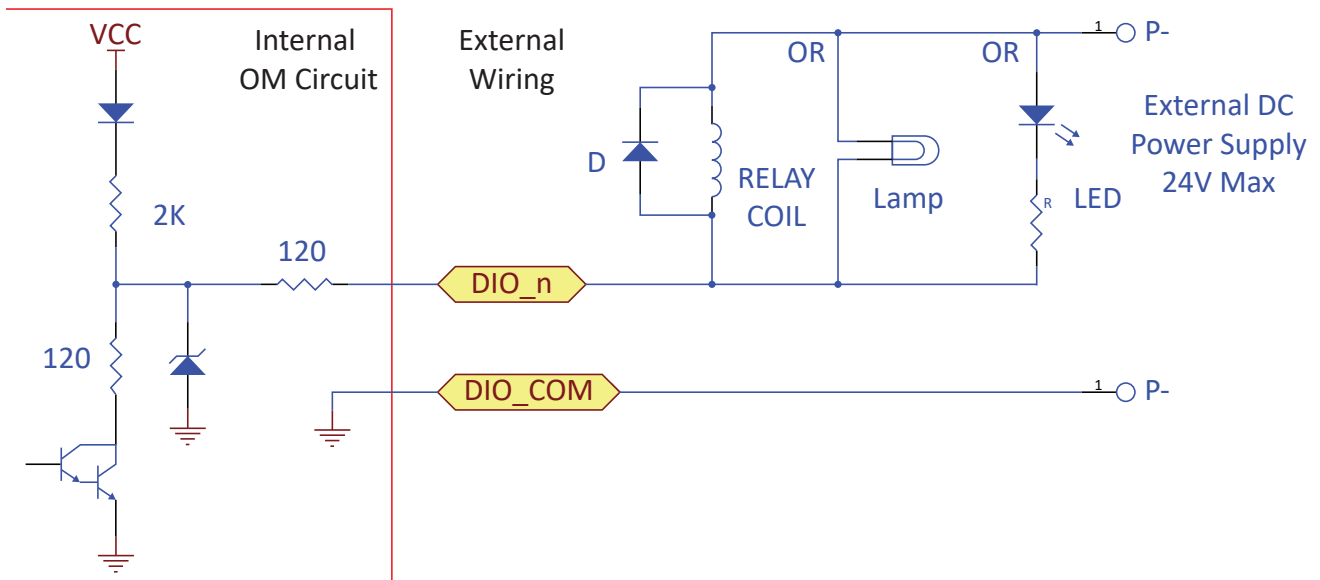 VCC
Internal
OM Circuit
External
Wiring
OR
OR
1
P-
External DC
Power Supply
24V Max
D
RELAY
COIL
Lamp
R
LED
2K
120
DIO_n
120
DIO_COM
1
P-